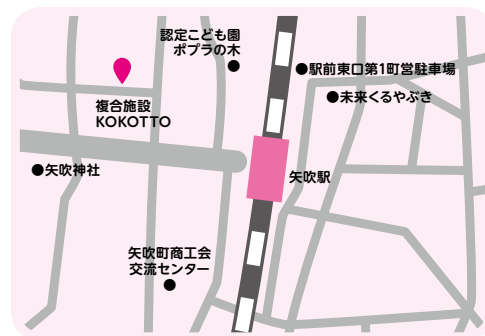 認定こども園
ポプラの木
●駅前東口第1町営駐車場
●未来くるやぶき
複合施設
KOKOTTO
●矢吹神社
矢吹駅
矢吹町商工会
交流センター